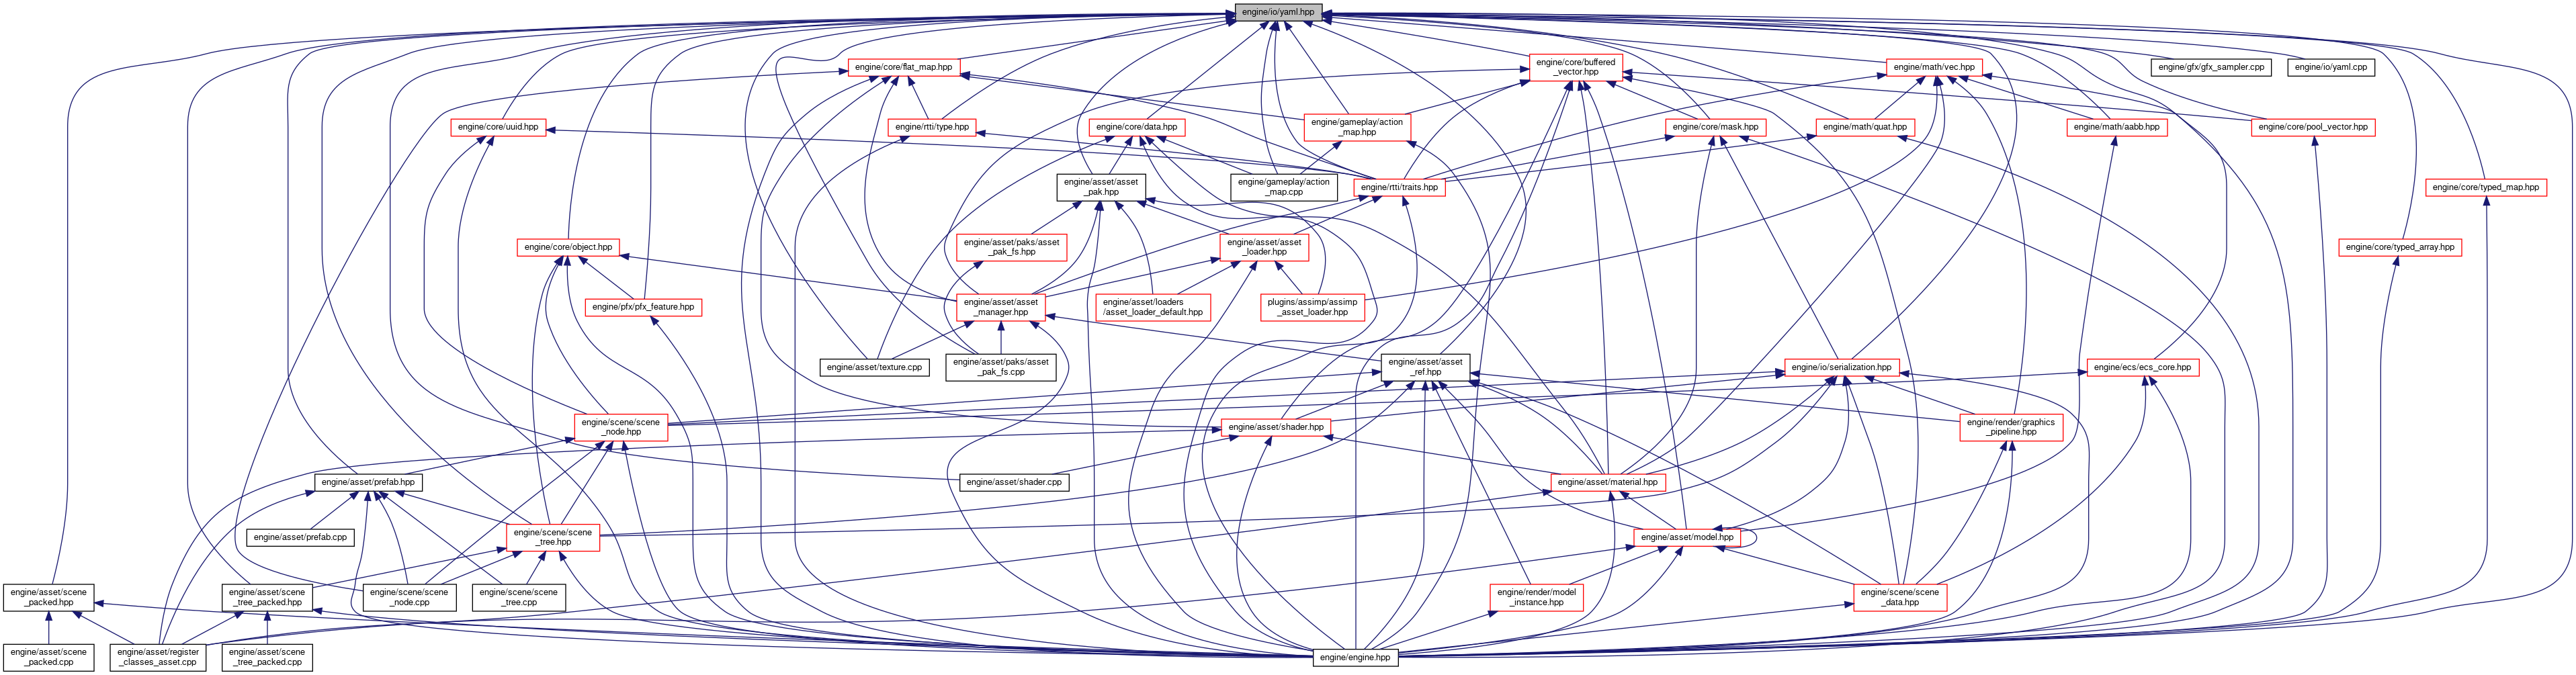 engine/io/yaml.hpp
engine/core/flat_map.hpp
engine/core/buffered
_vector.hpp
engine/math/vec.hpp
engine/gfx/gfx_sampler.cpp
engine/io/yaml.cpp
engine/core/uuid.hpp
engine/rtti/type.hpp
engine/core/data.hpp
engine/gameplay/action
_map.hpp
engine/core/mask.hpp
engine/math/quat.hpp
engine/math/aabb.hpp
engine/core/pool_vector.hpp
engine/asset/asset
_pak.hpp
engine/gameplay/action
_map.cpp
engine/rtti/traits.hpp
engine/core/typed_map.hpp
engine/core/object.hpp
engine/asset/paks/asset
_pak_fs.hpp
engine/asset/asset
_loader.hpp
engine/core/typed_array.hpp
engine/pfx/pfx_feature.hpp
engine/asset/asset
_manager.hpp
engine/asset/loaders
/asset_loader_default.hpp
plugins/assimp/assimp
_asset_loader.hpp
engine/asset/texture.cpp
engine/asset/paks/asset
_pak_fs.cpp
engine/asset/asset
_ref.hpp
engine/io/serialization.hpp
engine/ecs/ecs_core.hpp
engine/scene/scene
_node.hpp
engine/asset/shader.hpp
engine/render/graphics
_pipeline.hpp
engine/asset/prefab.hpp
engine/asset/shader.cpp
engine/asset/material.hpp
engine/asset/prefab.cpp
engine/scene/scene
_tree.hpp
engine/asset/model.hpp
engine/asset/scene
_packed.hpp
engine/asset/scene
_tree_packed.hpp
engine/scene/scene
_node.cpp
engine/scene/scene
_tree.cpp
engine/render/model
_instance.hpp
engine/scene/scene
_data.hpp
engine/asset/scene
_packed.cpp
engine/asset/register
_classes_asset.cpp
engine/asset/scene
_tree_packed.cpp
engine/engine.hpp